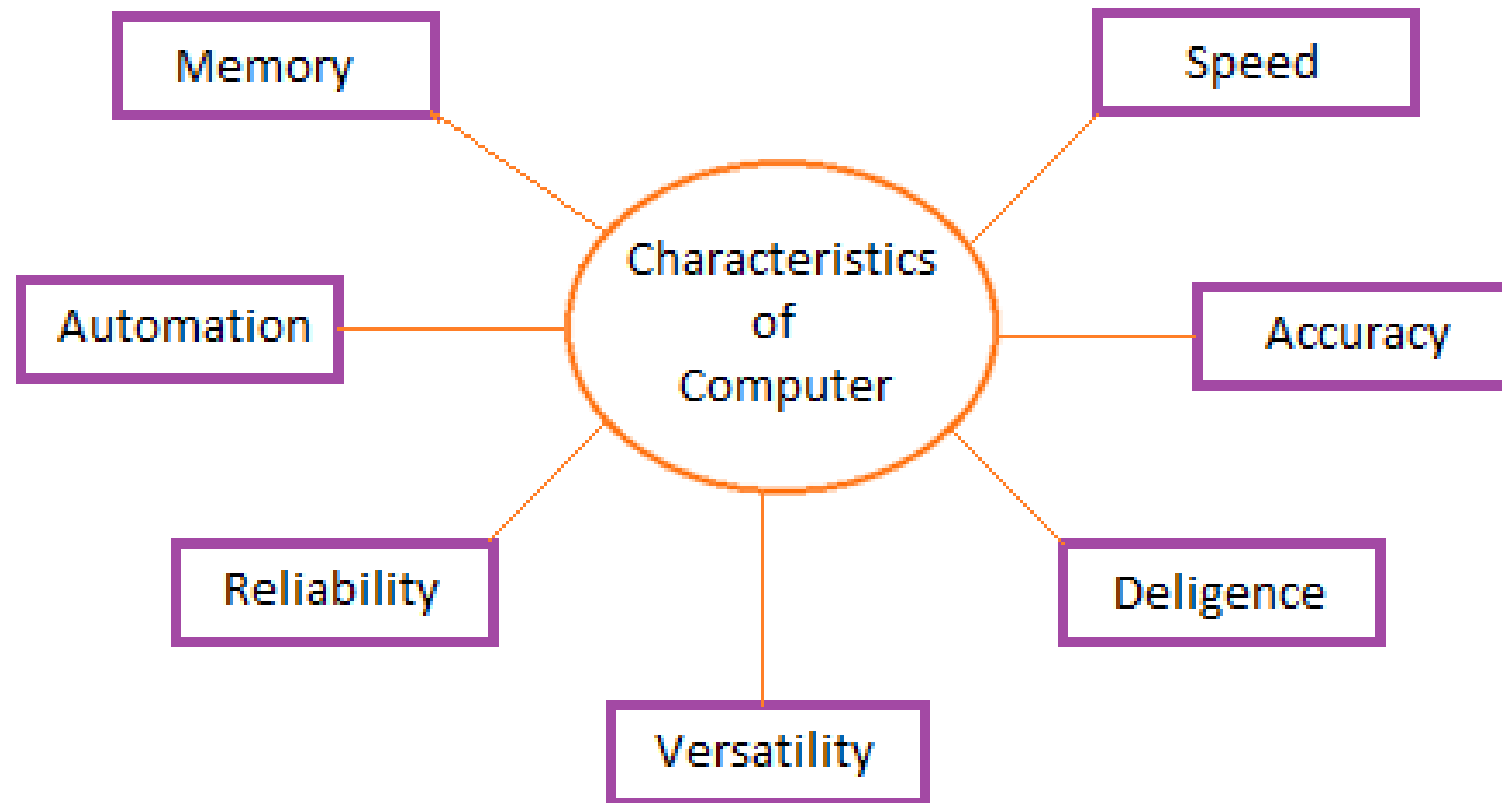 Memory
Speed
Characteristics
of
Computer
Automation
Accuracy
Reliability
Deligence
Versatility